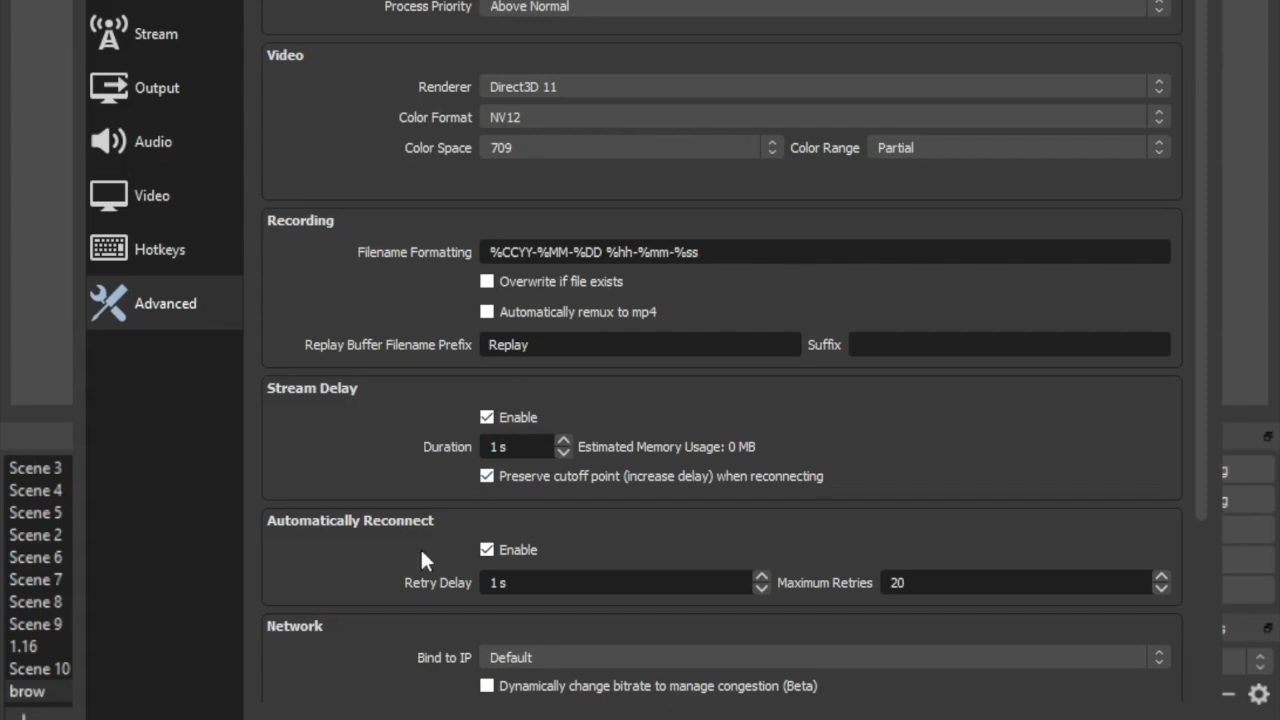 Process Priority Above Normal
Stream
Video
Output
Renderer Direct3D 11
Color Format NV12
Audio
Color Space 709 Color Range Partial
Video
Recording
Hotkeys
Filename Formatting %CCYY-%MM-%DD %hh-%mm-%ss
Overwrite if file exists
Advanced
Automatically remux to mp4
Replay Buffer Filename Prefix Replay Suffix
Stream Delay
Enable
Duration 1 s Estimated Memory Usage: 0 MB
Preserve cutoff point (increase delay) when reconnecting
Automatically Reconnect
Enable
Retry Delay 1 s Maximum Retries 20
Network
Bind to IP Default
Dynamically change bitrate to manage congestion (Beta)
Scene 3
Scene 4
Scene 5
Scene 2
Scene 6
Scene 7
Scene 8
Scene 9
1.16
Scene 10
brow